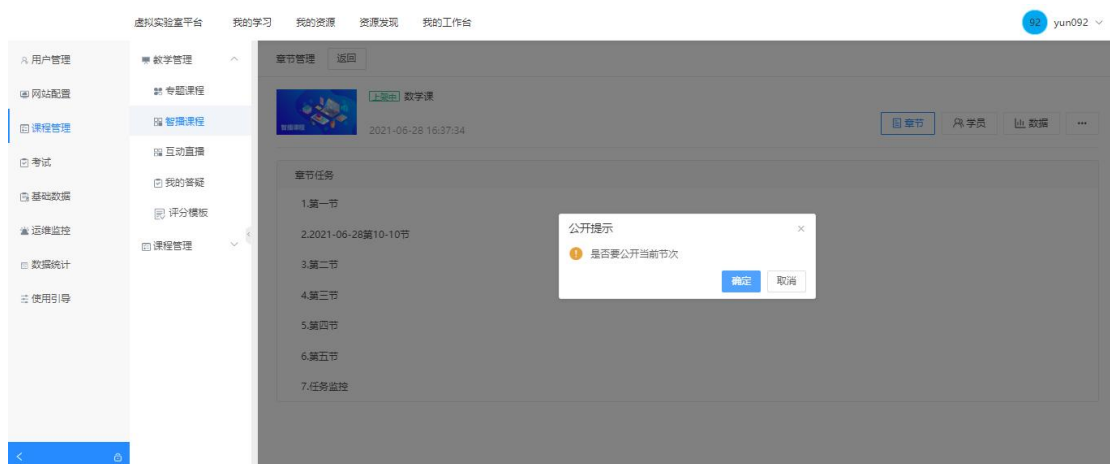 虚拟实验室平台 我的学习 我的资源 资源发现 我的工作台 92 yun092
用户管理
网站配置
课程管理
考试
基础数据
运维监控
数据统计
使用引导
教学管理
专题课程
智播课程
互动直播
我的答疑
评分模板
课程管理
章节管理 返回
智播课程
上架中 数学课
2021-06-28 16:37:34
章节 学员 数据 ...
章节任务
1.第一节
2.2021-06-28第10-10节
3.第二节
4.第三节
5.第四节
6.第五节
7.任务监控
公开提示
是否要公开当前节次
确定 取消